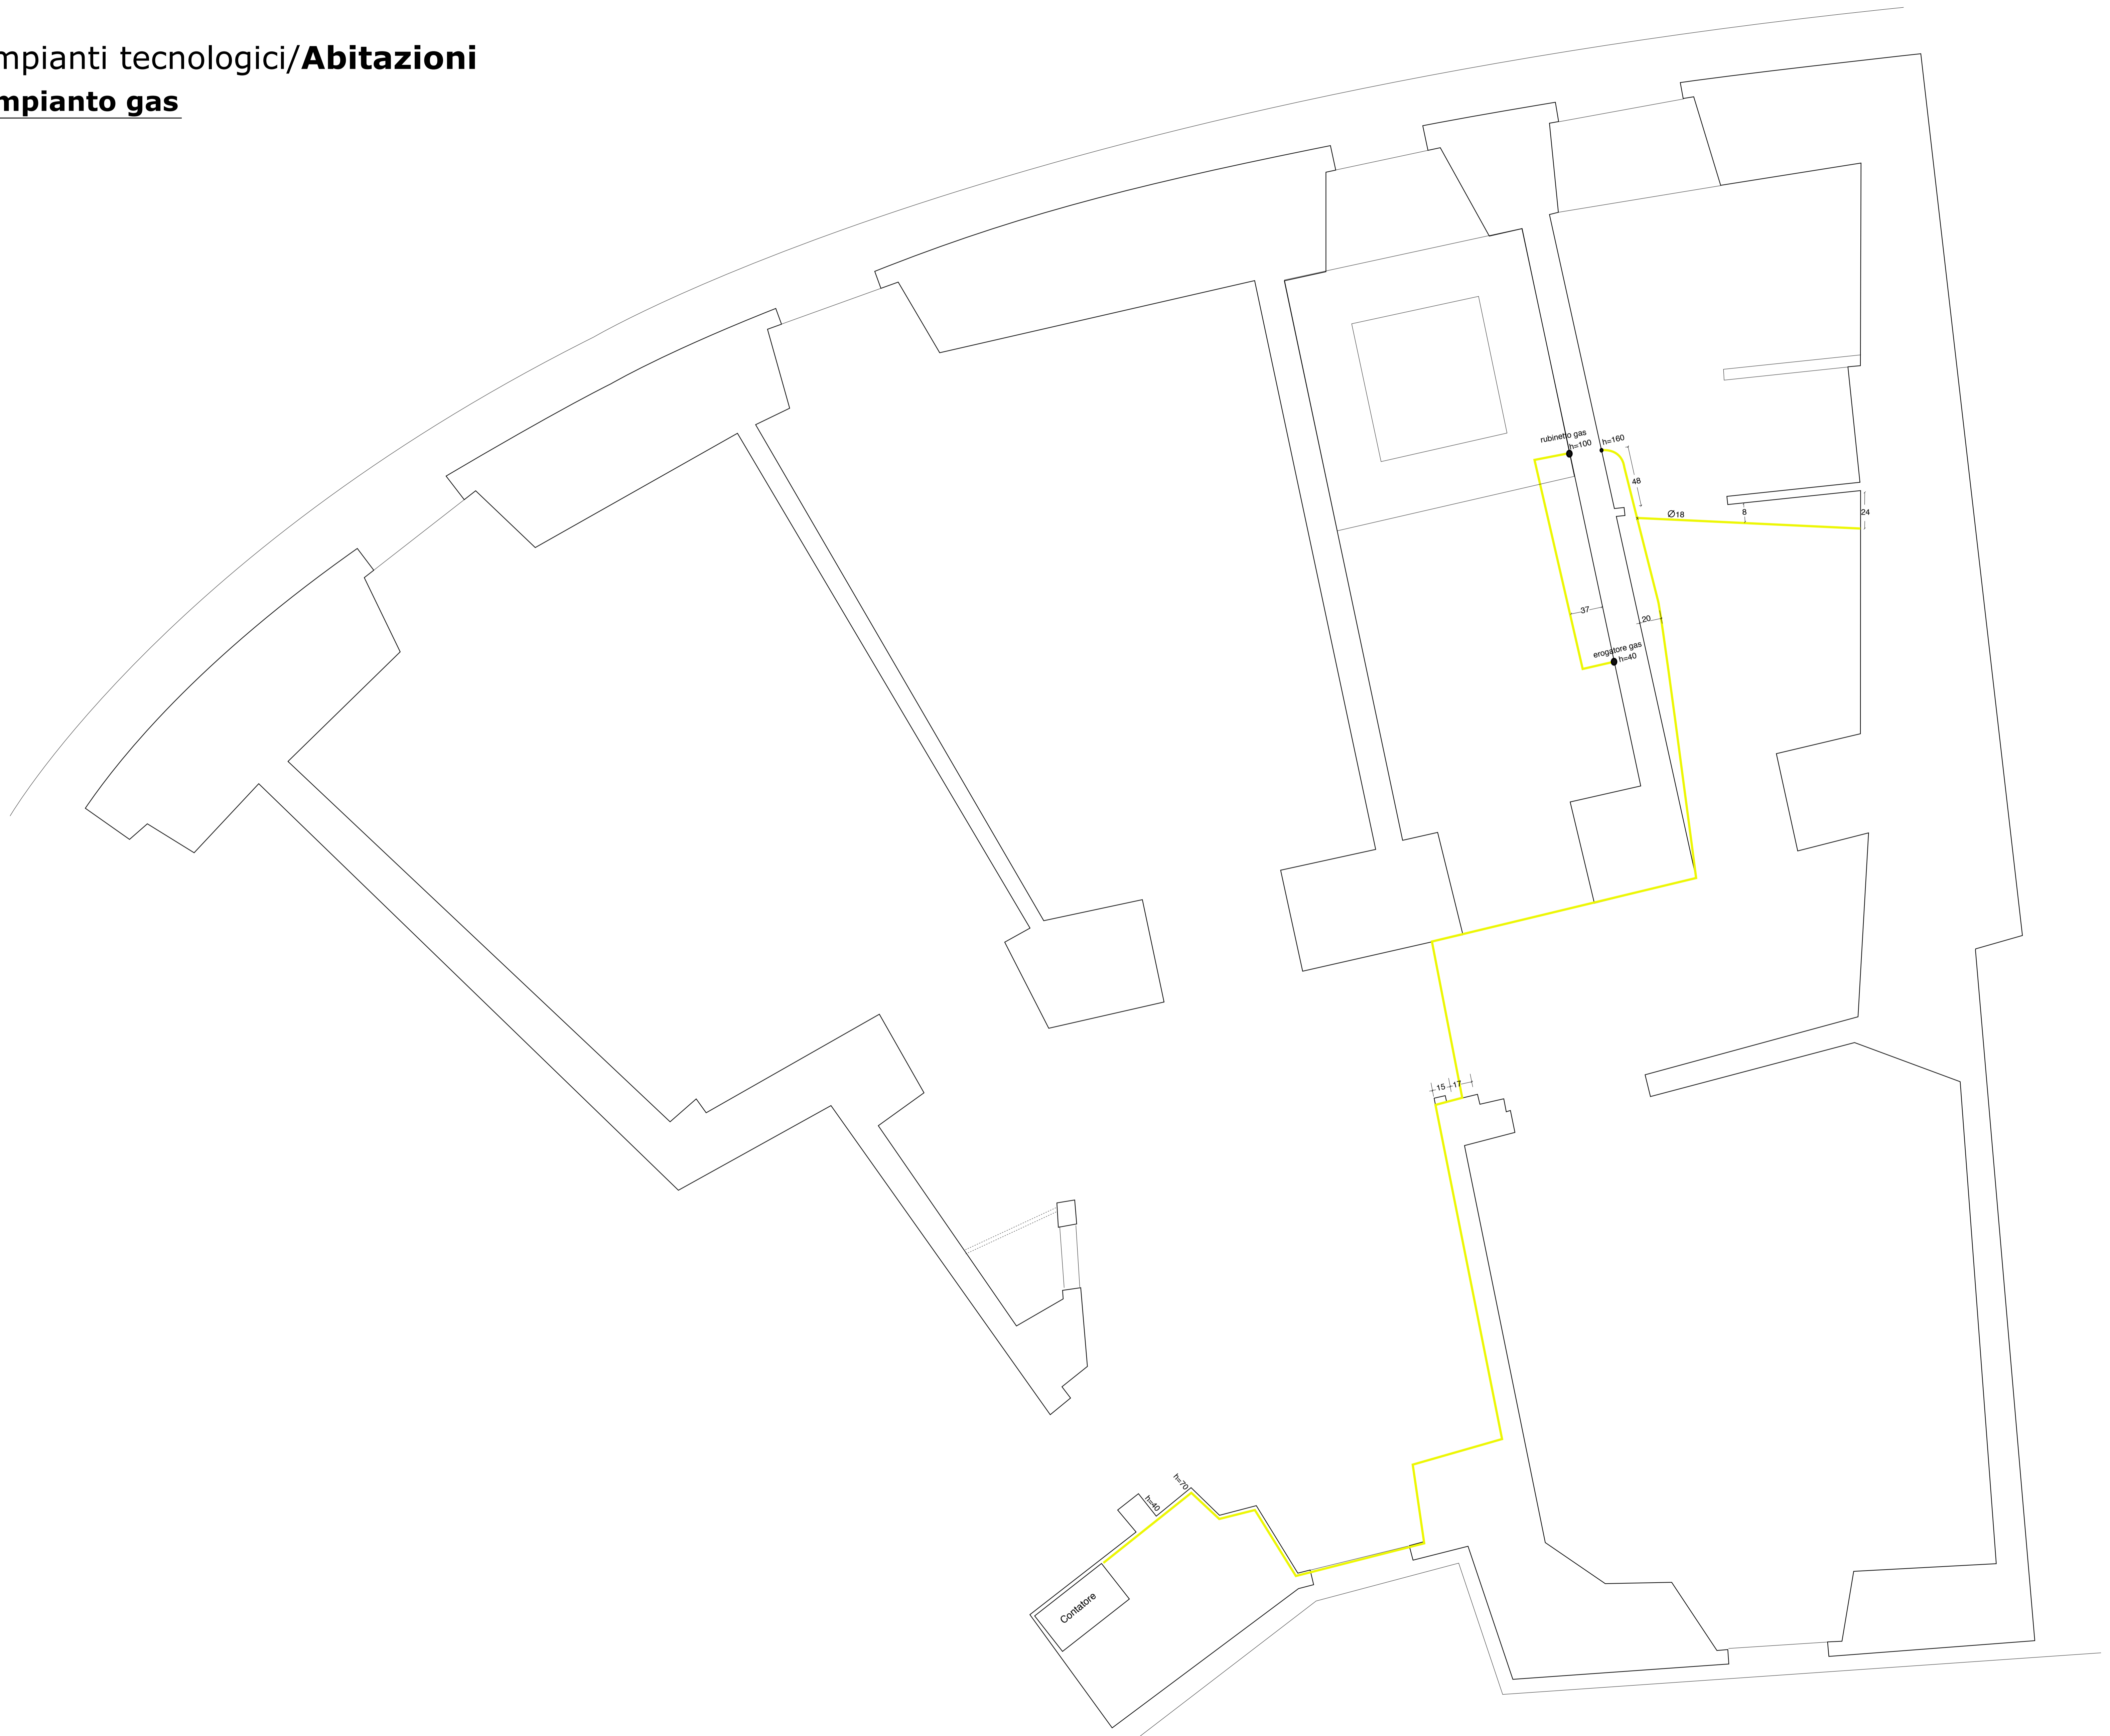 mpianti tecnologici/Abitazioni
mpianto gas
rubinetto gas
h=100
h=160
48
Ø18
8
24
37
20
erogatore gas
h=40
15
17
h=70
h=40
Contatore